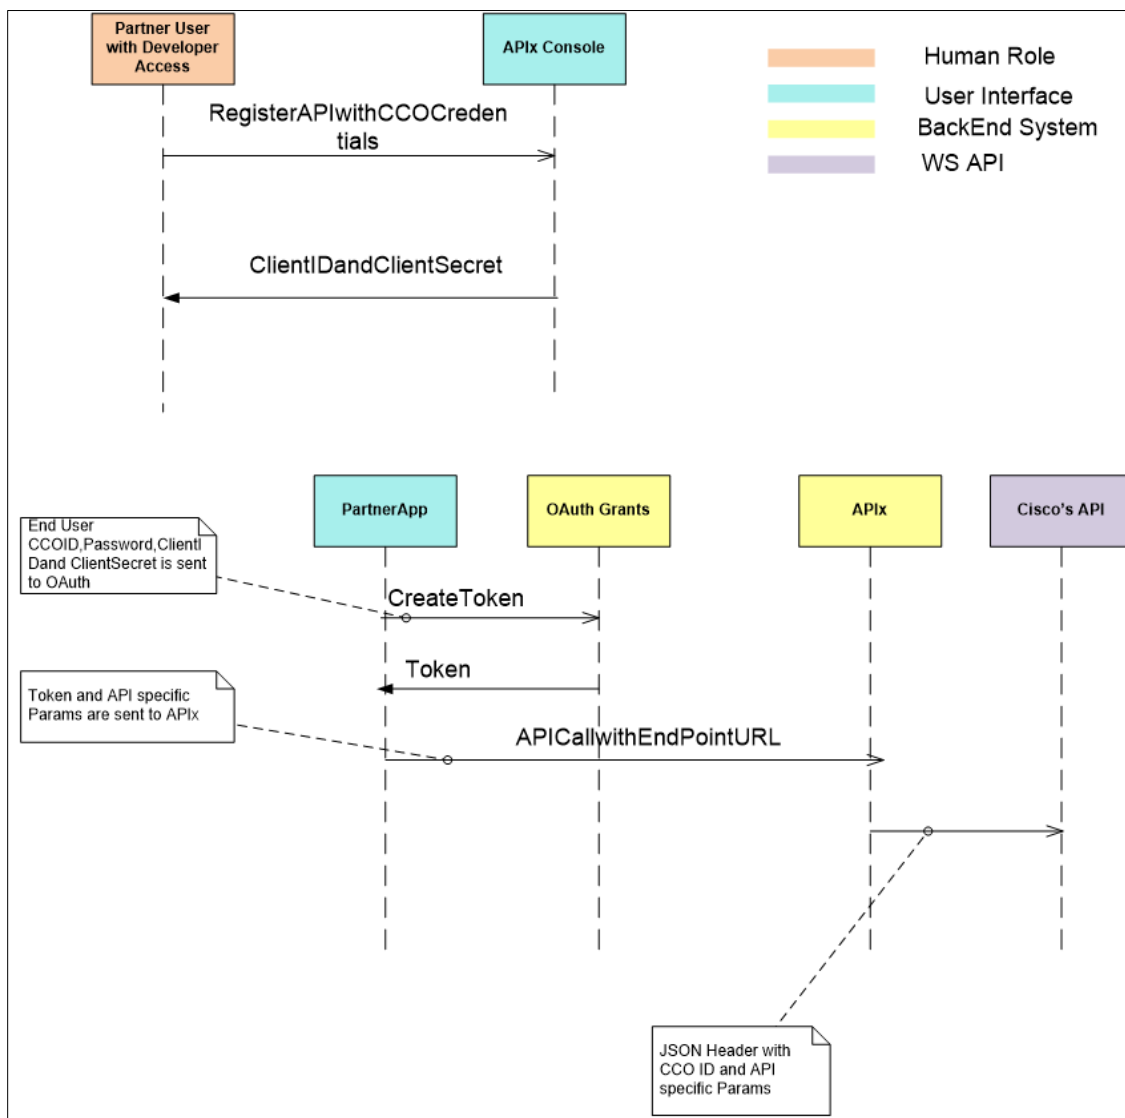 Partner User
with Developer
Access
APIx Console
Human Role
User Interface
BackEnd System
WS API
RegisterAPIwithCCOCreden
tials
ClientIDandClientSecret
PartnerApp
OAuth Grants
APIx
Cisco's API
End User
CCOID,Password,ClientI
Dand ClientSecret is sent
to OAuth
CreateToken
Token
Token and API specific
Params are sent to APIx
APICallwithEndPointURL
JSON Header with
CCO ID and API
specific Params